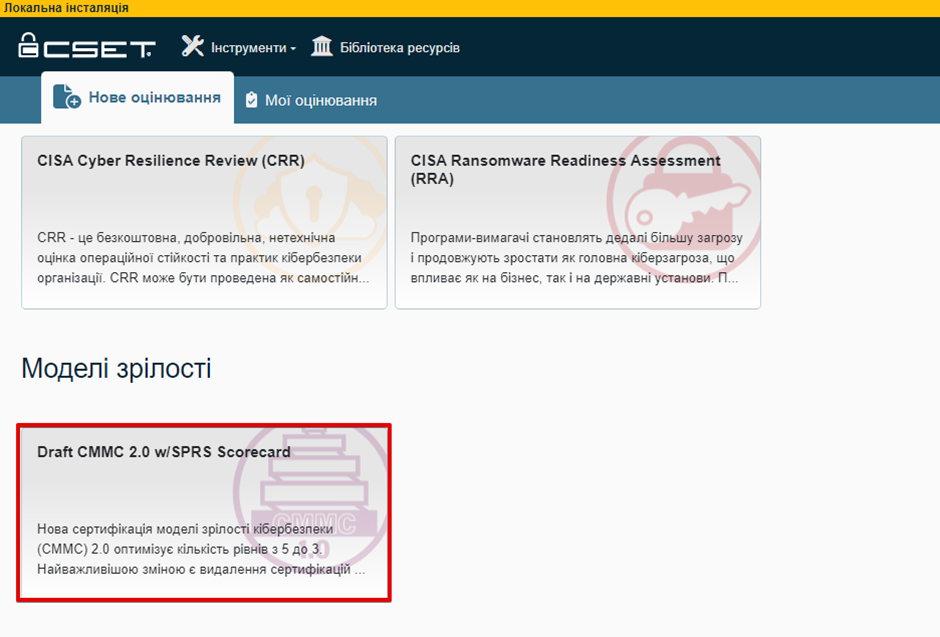 Локальна інсталяція
CSET
Інструменти
Бібліотека ресурсів
Нове оцінювання
Мої оцінювання
CISA Cyber Resilience Review (CRR)
CRR - це безкоштовна, добровільна, нетехнічна
оцінка операційної стійкості та практик кібербезпеки
організації. CRR може бути проведена як самостійн...
CISA Ransomware Readiness Assessment
(RRA)
Програми-вимагачі становлять дедалі більшу загрозу
і продовжують зростати як головна кіберзагроза, що
впливає як на бізнес, так і на державні установи. П...
Моделі зрілості
Draft CMMC 2.0 w/SPRS Scorecard
CMMC
1.0
Нова сертифікація моделі зрілості кібербезпеки
(CMMC) 2.0 оптимізує кількість рівнів з 5 до 3.
Найважливішою зміною є видалення сертифікацій ...